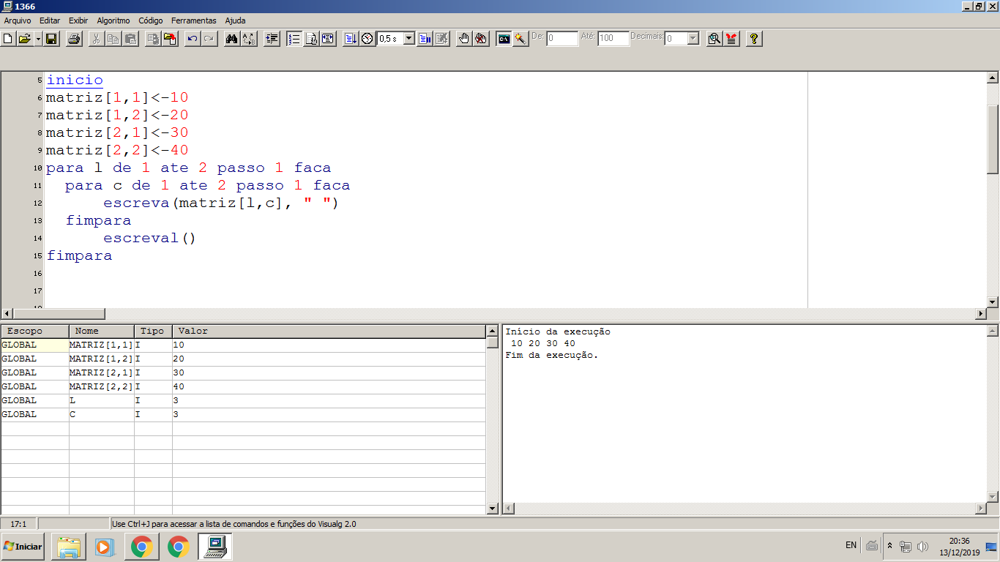 1366
Arquivo Editar Exibir Algoritmo Código Ferramentas Ajuda
0,5 s De: 0 Até: 100 Decimais: 0
5 inicio
6 matriz[1,1]<-10
7 matriz[1,2]<-20
8 matriz[2,1]<-30
9 matriz[2,2]<-40
10 para l de 1 ate 2 passo 1 faca
11 para c de 1 ate 2 passo 1 faca
12 escreva(matriz[l,c], " ")
13 fimpara
14 escreval()
15 fimpara
16
17
Escopo Nome Tipo Valor
GLOBAL MATRIZ[1,1] I 10
GLOBAL MATRIZ[1,2] I 20
GLOBAL MATRIZ[2,1] I 30
GLOBAL MATRIZ[2,2] I 40
GLOBAL L I 3
GLOBAL C I 3
Início da execução
10 20 30 40
Fim da execução.
17:1 Use Ctrl+J para acessar a lista de comandos e funções do Visualg 2.0
Iniciar EN 20:36
13/12/2019